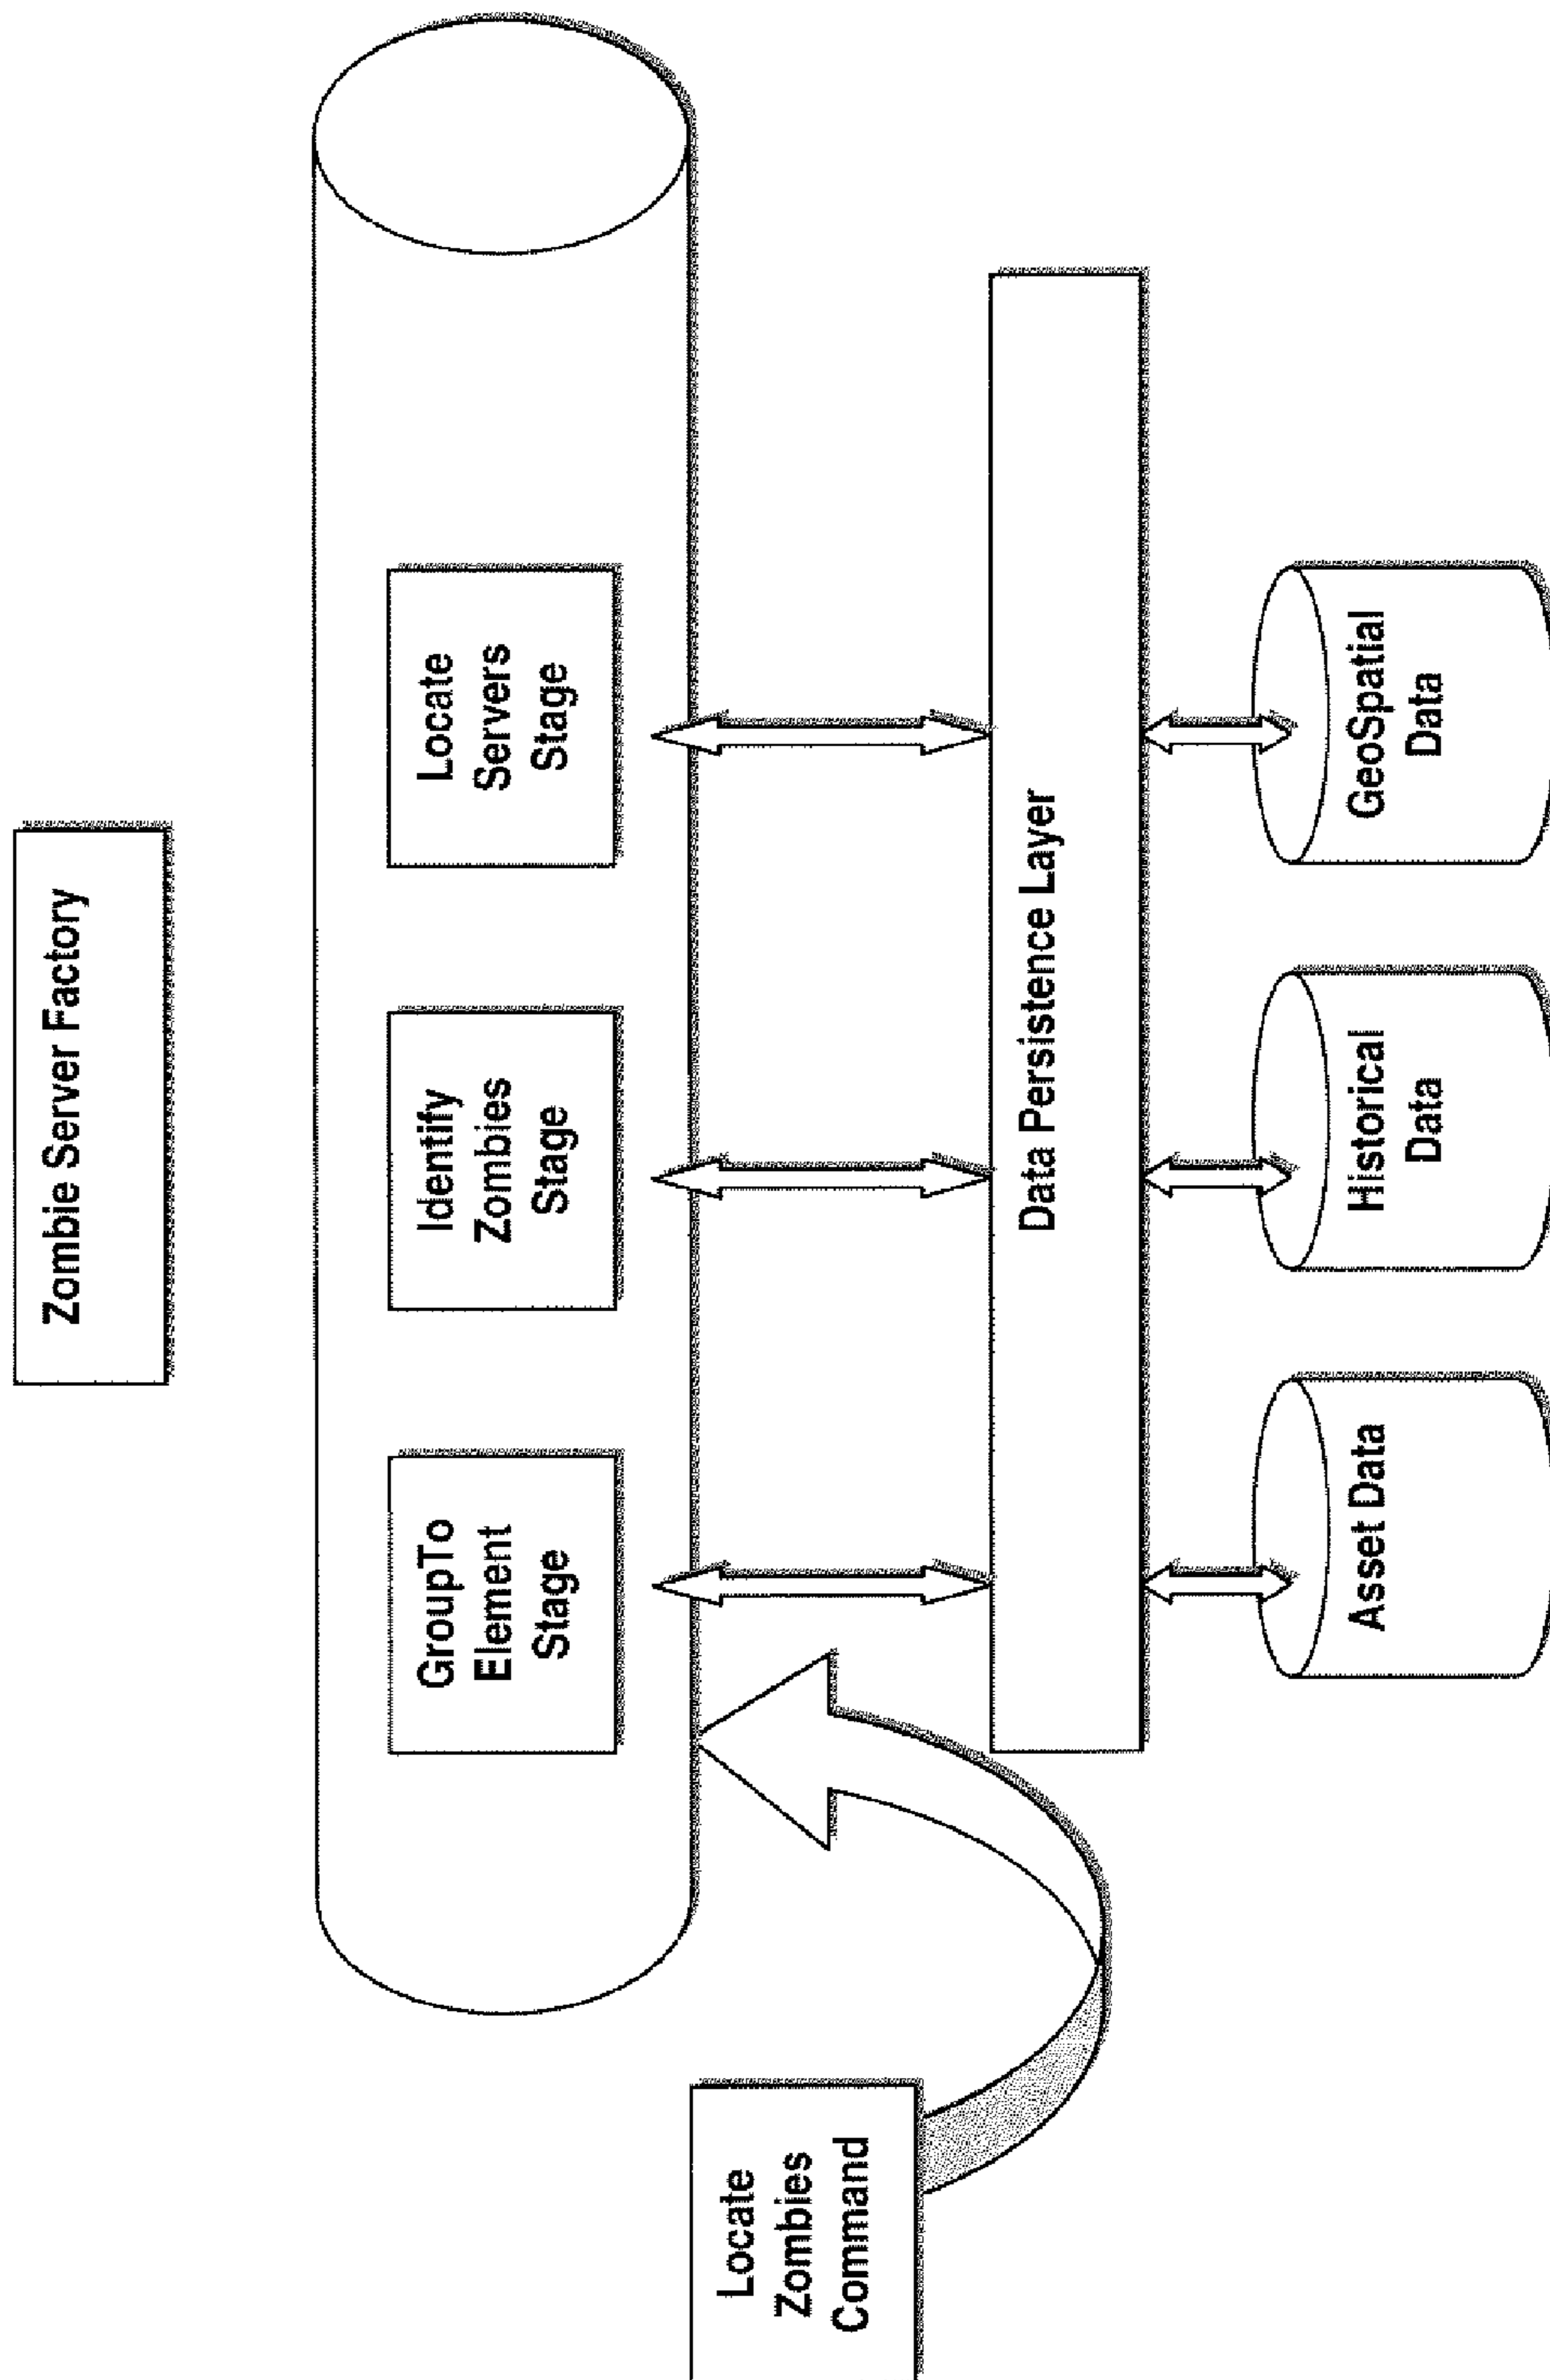 Zombie Server Factory
GroupTo
Element
Stage
Identify
Zombies
Stage
Locate
Servers
Stage
Locate
Zombies
Command
Data Persistence Layer
Asset Data
Historical
Data
GeoSpatial
Data